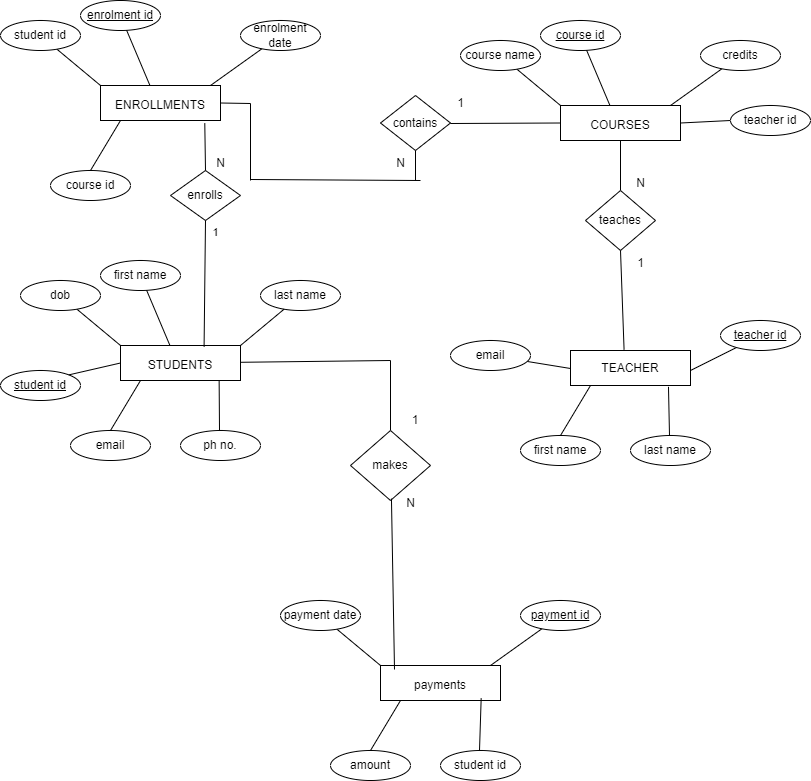 enrolment id
student id
enrolment
date
course id
course name
credits
ENROLLMENTS
1
contains
teacher id
COURSES
N
N
course id
enrolls
N
teaches
1
1
first name
dob
last name
teacher id
email
STUDENTS
TEACHER
student id
1
email
ph no.
first name
last name
makes
N
payment date
payment id
payments
amount
student id